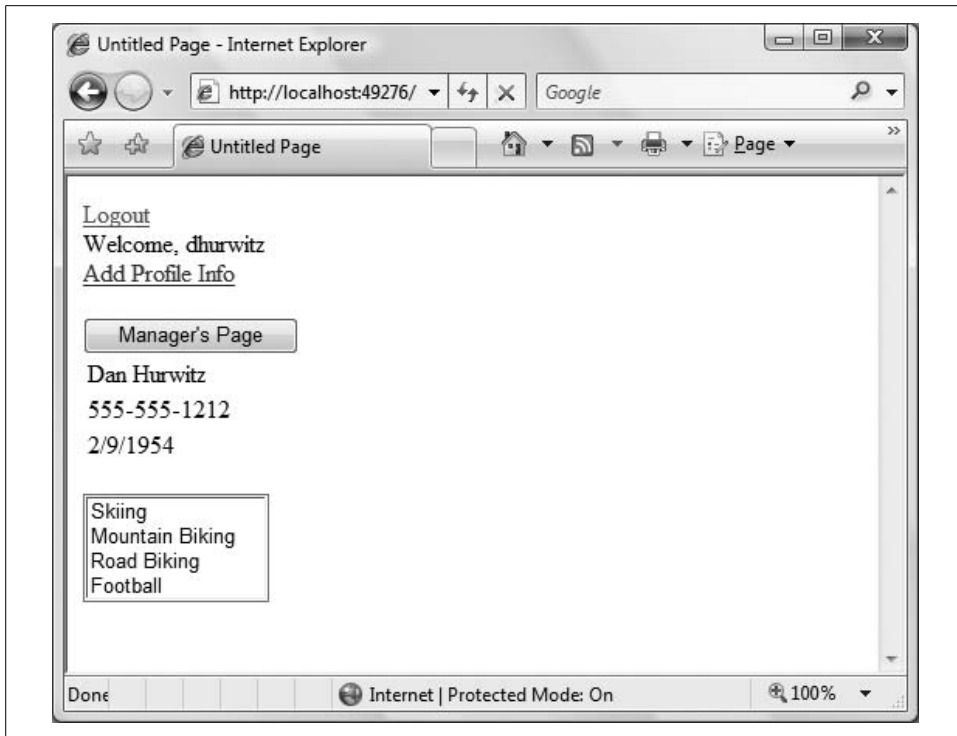 Untitled Page - Internet Explorer
http://localhost:49276/
Google
Untitled Page
Page
Logout
Welcome, dhurwitz
Add Profile Info
Manager's Page
Dan Hurwitz
555-555-1212
2/9/1954
Skiing
Mountain Biking
Road Biking
Football
Done
Internet | Protected Mode: On
100%